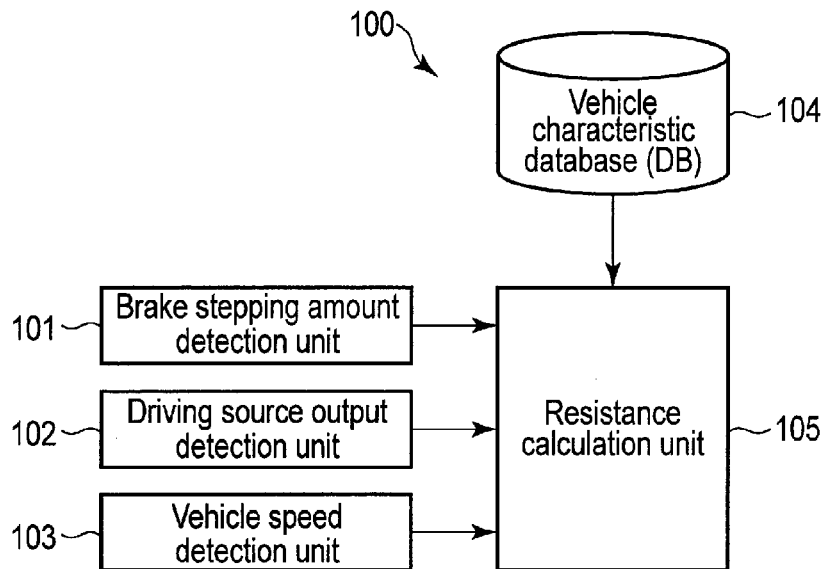 100
Vehicle
characteristic
database (DB)
104
101
Brake stepping amount
detection unit
102
Driving source output
detection unit
103
Vehicle speed
detection unit
Resistance
calculation unit
105